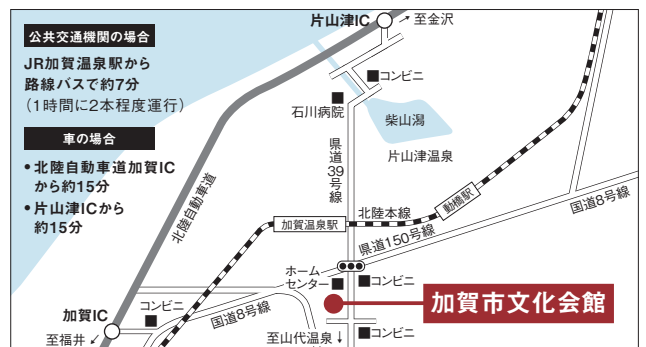 公共交通機関の場合
JR加賀温泉駅から
路線バスで約7分
（1時間に2本程度運行）
車の場合
•北陸自動車道加賀IC
から約15分
•片山津ICから
約15分
片山津IC
↗至金沢
コンビニ
石川病院
柴山潟
片山津温泉
県道39号線
北陸自動車道
加賀温泉駅
北陸本線
動橋駅
国道8号線
県道150号線
ホーム
センター
コンビニ
加賀市文化会館
コンビニ
国道8号線
加賀IC
至福井↙
至山代温泉↓
コンビニ